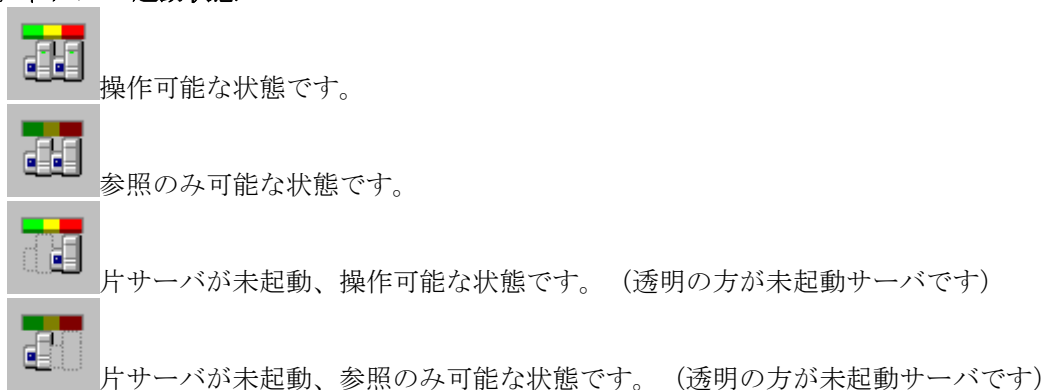 操作可能な状態です。
参照のみ可能な状態です。
片サーバが未起動、操作可能な状態です。（透明の方が未起動サーバです）
片サーバが未起動、参照のみ可能な状態です。（透明の方が未起動サーバです）